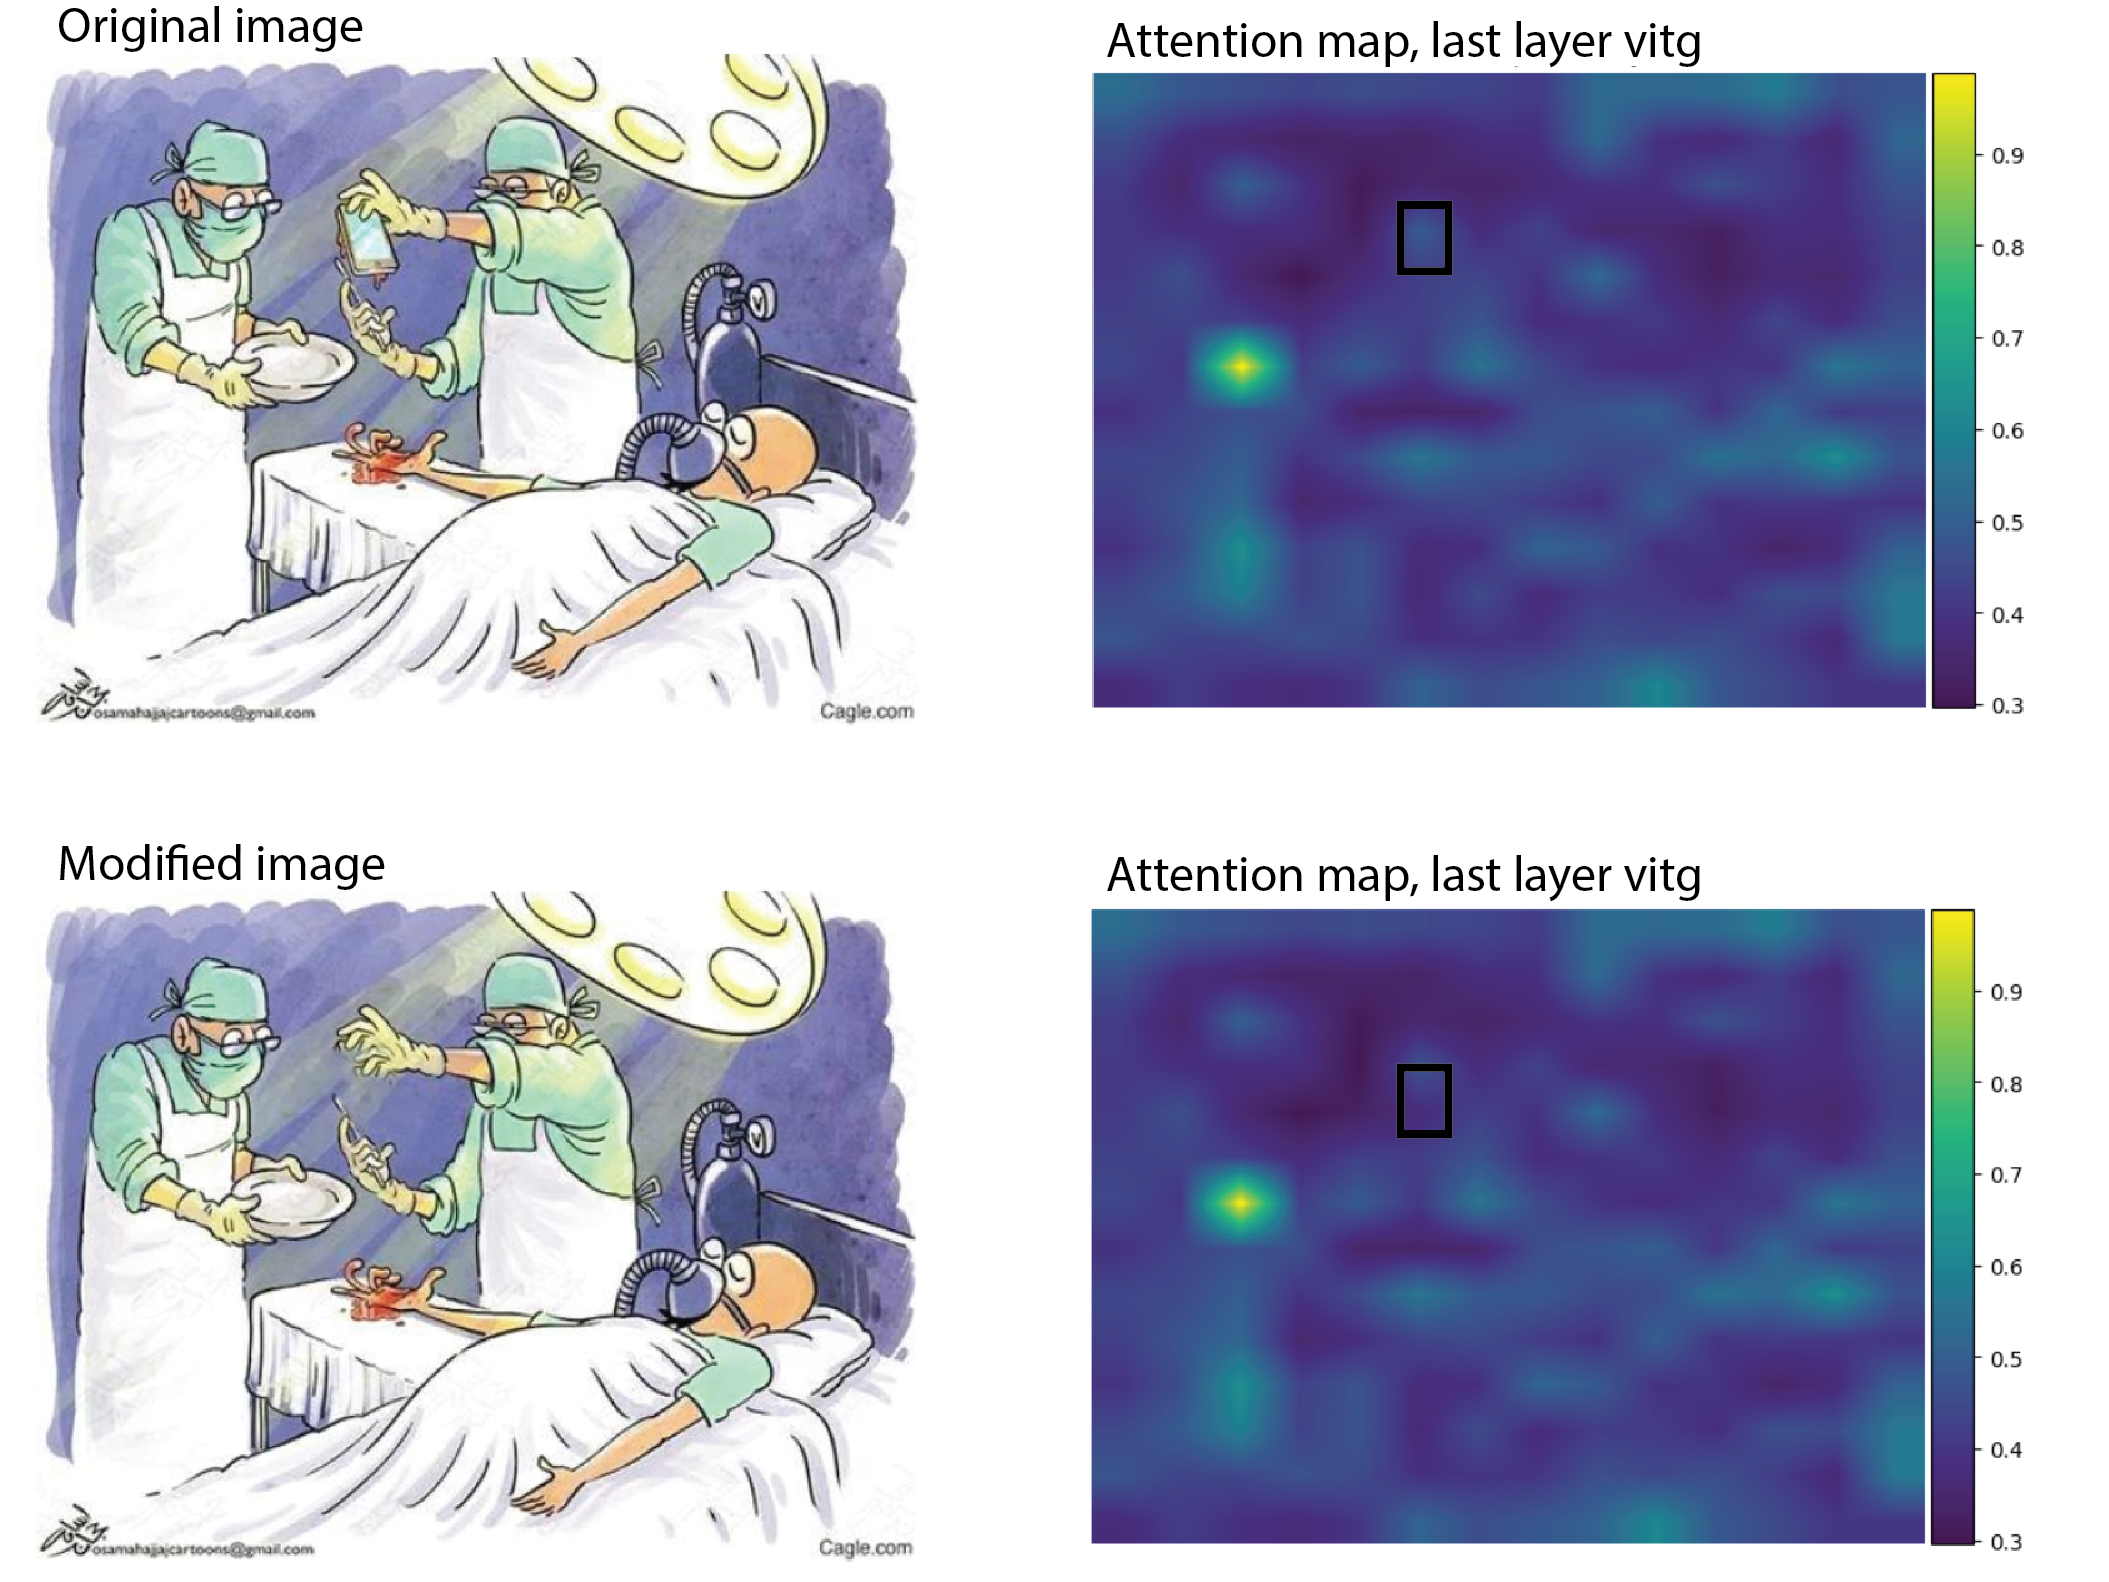 Original image
Attention map, last layer vitg
0.9
0.8
0.7
0.6
0.5
0.4
0.3
osamahajjajcartoons@gmail.com
Cagle.com
Modified image
Attention map, last layer vitg
0.9
0.8
0.7
0.6
0.5
0.4
0.3
osamahajjajcartoons@gmail.com
Cagle.com